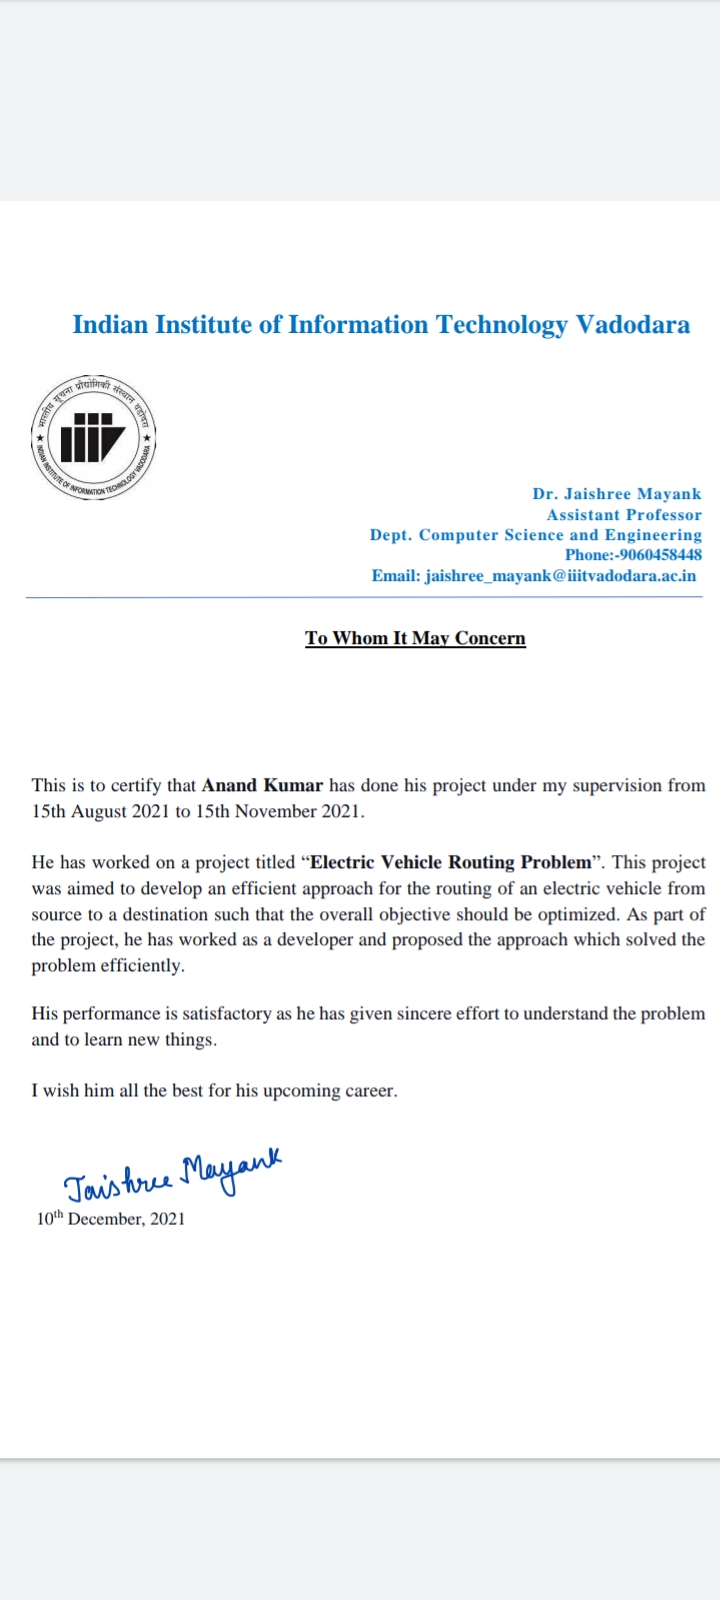 Indian Institute of Information Technology Vadodara
भारतीय सूचना प्रौद्योगिकी संस्थान वडोदरा
INDIAN INSTITUTE OF INFORMATION TECHNOLOGY VADODARA
Dr. Jaishree Mayank
Assistant Professor
Dept. Computer Science and Engineering
Phone:-9060458448
Email: jaishree_mayank@iiitvadodara.ac.in
To Whom It May Concern
This is to certify that Anand Kumar has done his project under my supervision from
15th August 2021 to 15th November 2021.
He has worked on a project titled “Electric Vehicle Routing Problem”. This project
was aimed to develop an efficient approach for the routing of an electric vehicle from
source to a destination such that the overall objective should be optimized. As part of
the project, he has worked as a developer and proposed the approach which solved the
problem efficiently.
His performance is satisfactory as he has given sincere effort to understand the problem
and to learn new things.
I wish him all the best for his upcoming career.
Jaishree Mayank
10th December, 2021